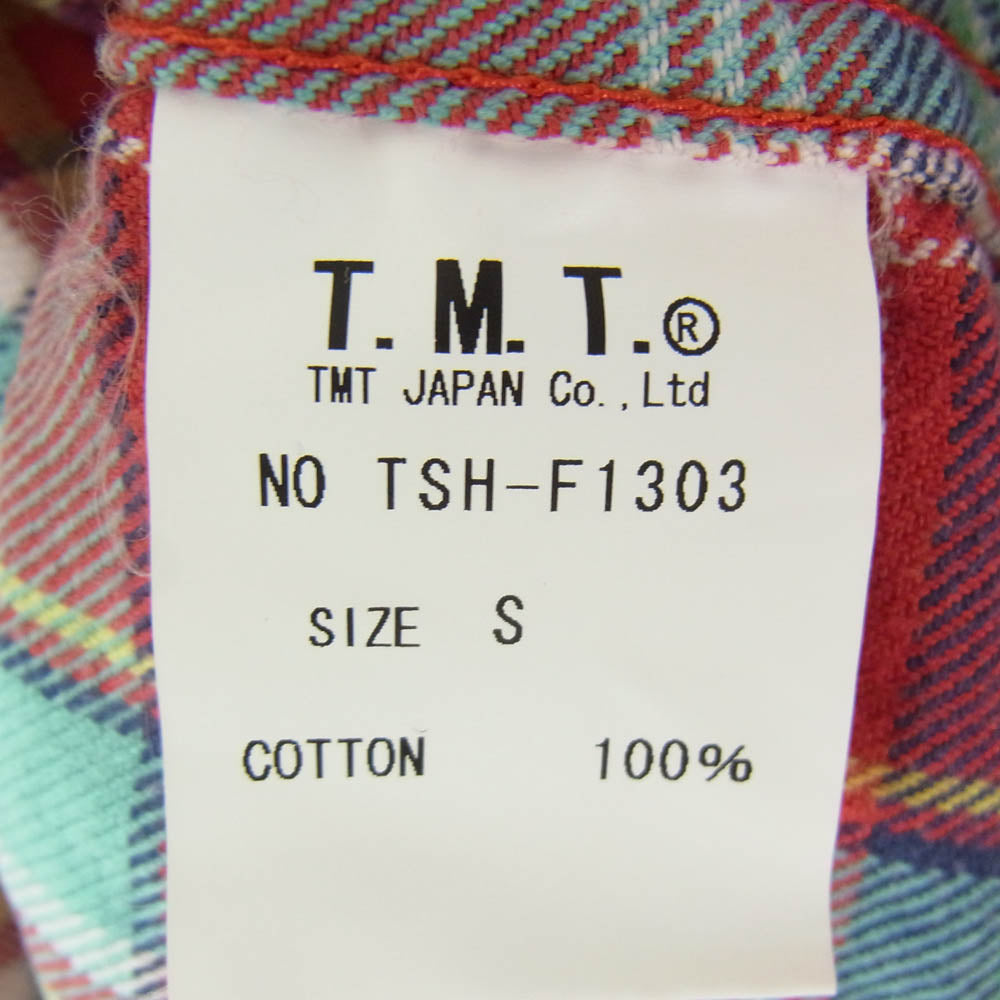 T.M.T.®
TMT JAPAN Co.,Ltd
NO TSH-F1303
SIZE S
COTTON 100%